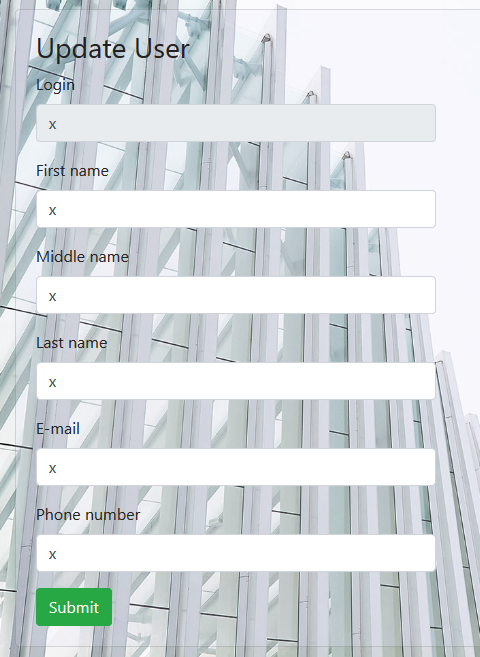 Update User
Login
x
First name
x
Middle name
x
Last name
x
E-mail
x
Phone number
x
Submit